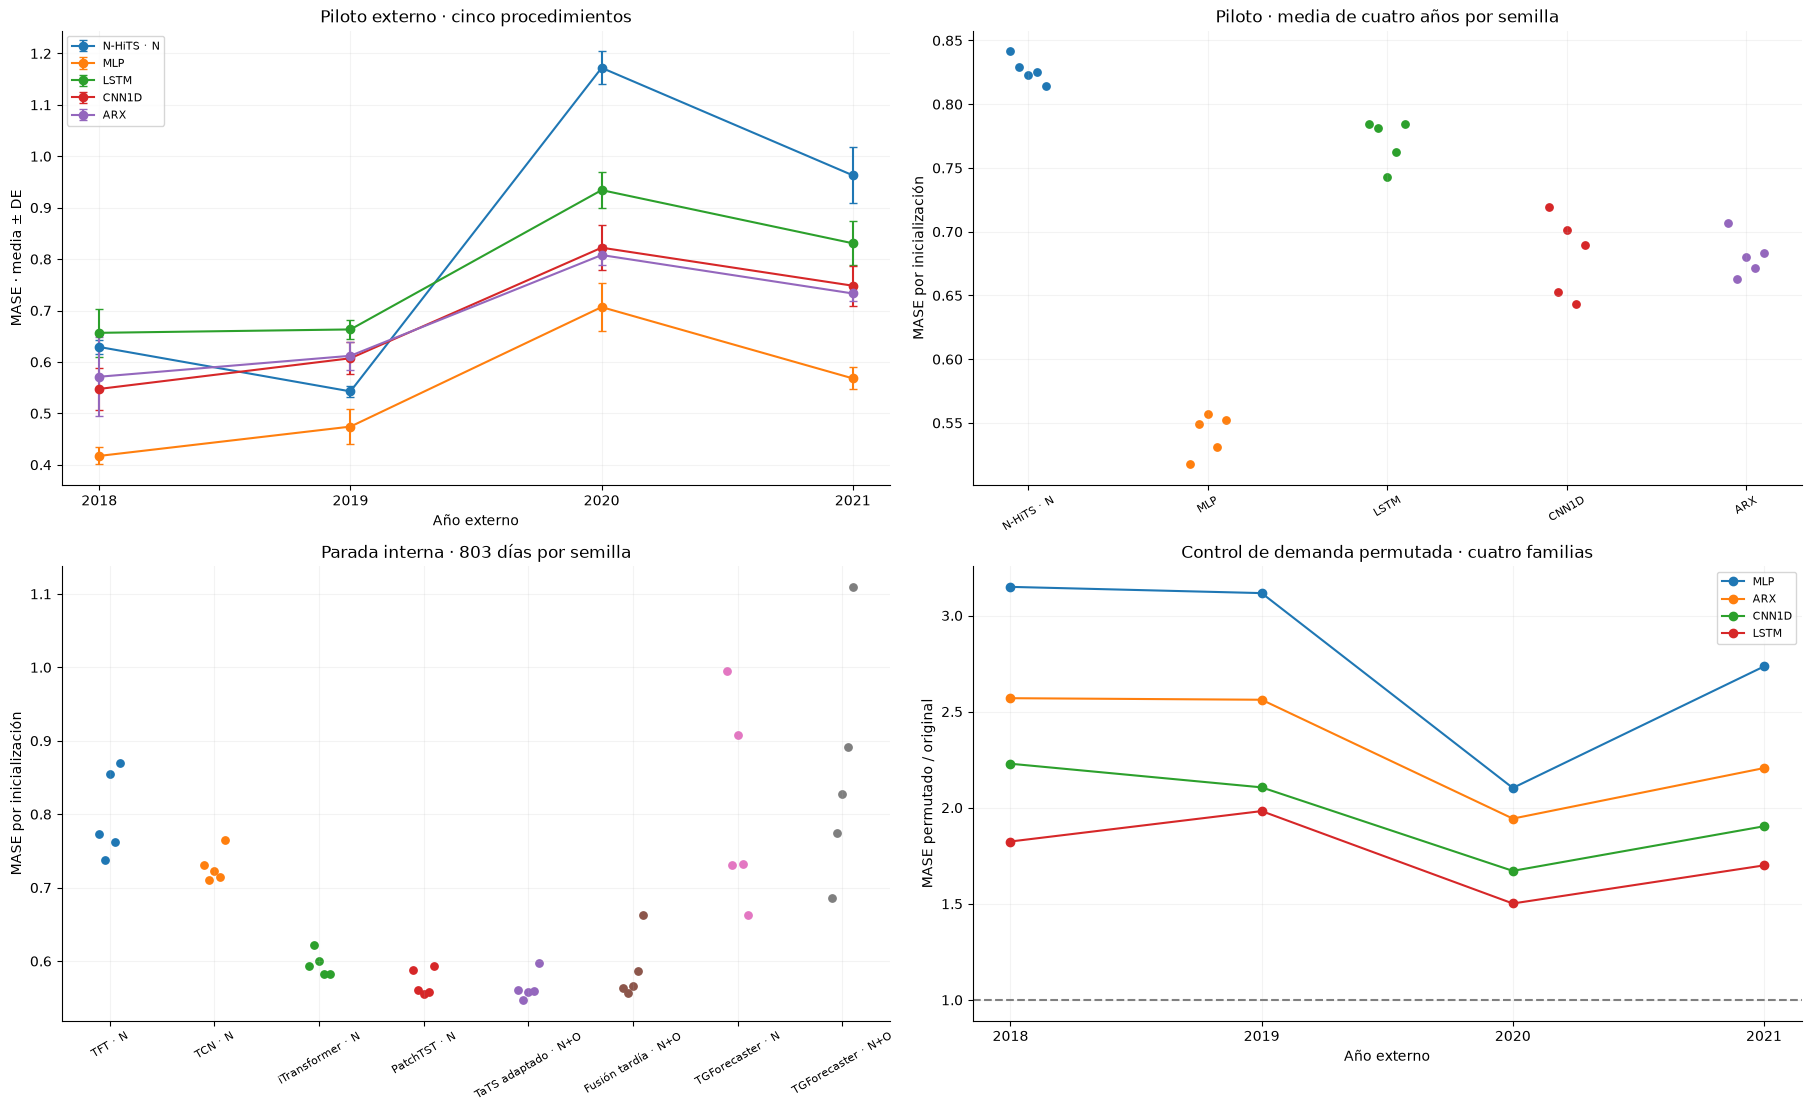 Piloto externo · cinco procedimientos
MASE · media ± DE
1.2
1.1
1.0
0.9
0.8
0.7
0.6
0.5
0.4
N-HiTS · N
MLP
LSTM
CNN1D
ARX
2018
2019
2020
2021
Año externo
Piloto · media de cuatro años por semilla
MASE por inicialización
0.85
0.80
0.75
0.70
0.65
0.60
0.55
N-HiTS · N
MLP
LSTM
CNN1D
ARX
Parada interna · 803 días por semilla
MASE por inicialización
1.1
1.0
0.9
0.8
0.7
0.6
TFT · N
TCN · N
iTransformer · N
PatchTST · N
TaTS adaptado · N+O
Fusión tardía · N+O
TGForecaster · N
TGForecaster · N+O
Control de demanda permutada · cuatro familias
MASE permutado / original
3.0
2.5
2.0
1.5
1.0
MLP
ARX
CNN1D
LSTM
2018
2019
2020
2021
Año externo